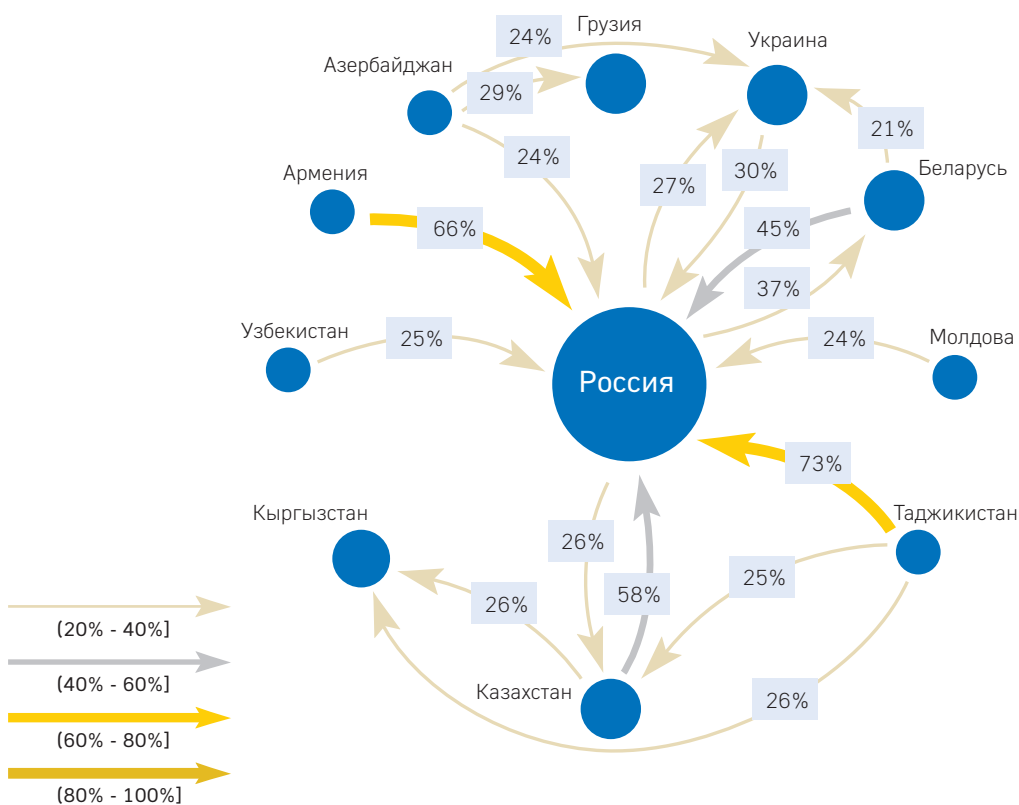 Грузия
24%
Украина
Азербайджан
29%
21%
24%
Беларусь
Армения
27%
30%
66%
45%
37%
Узбекистан
25%
24%
Молдова
Россия
73%
Кыргызстан
Таджикистан
26%
25%
58%
26%
(20% - 40%]
(40% - 60%]
Казахстан
26%
(60% - 80%]
(80% - 100%]